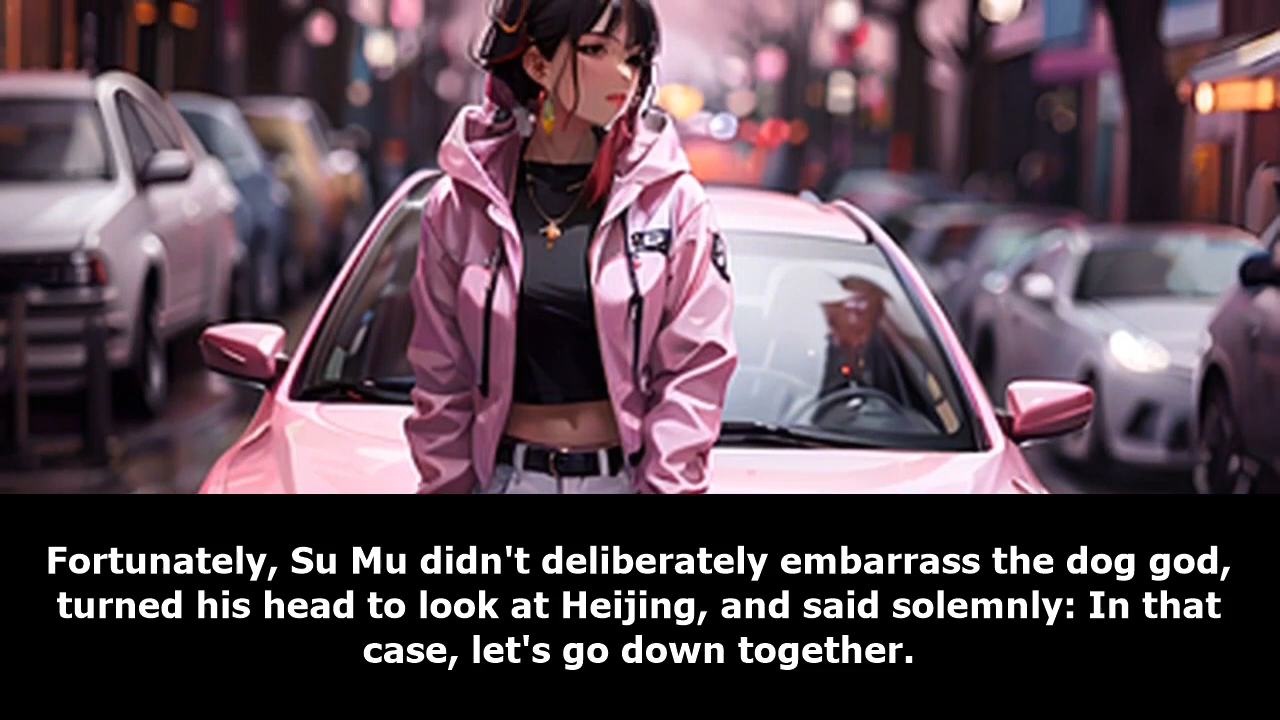 Fortunately, Su Mu didn't deliberately embarrass the dog god,
turned his head to look at Heijing, and said solemnly: In that
case, let's go down together.